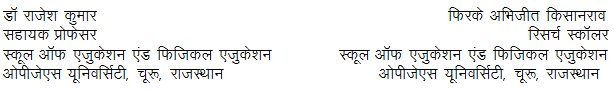 डॉ राजेश कुमार फिरके अभिजीत किसानराव
सहायक प्रोफेसर रिसर्च स्कॉलर
स्कूल ऑफ एजुकेशन एंड फिजिकल एजुकेशन स्कूल ऑफ एजुकेशन एंड फिजिकल एजुकेशन
ओपीजेएस यूनिवर्सिटी, चूरू, राजस्थान ओपीजेएस यूनिवर्सिटी, चूरू, राजस्थान